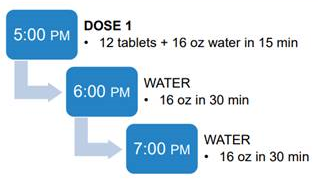 5:00 PM
DOSE 1
• 12 tablets + 16 oz water in 15 min
6:00 PM
WATER
• 16 oz in 30 min
7:00 PM
WATER
• 16 oz in 30 min